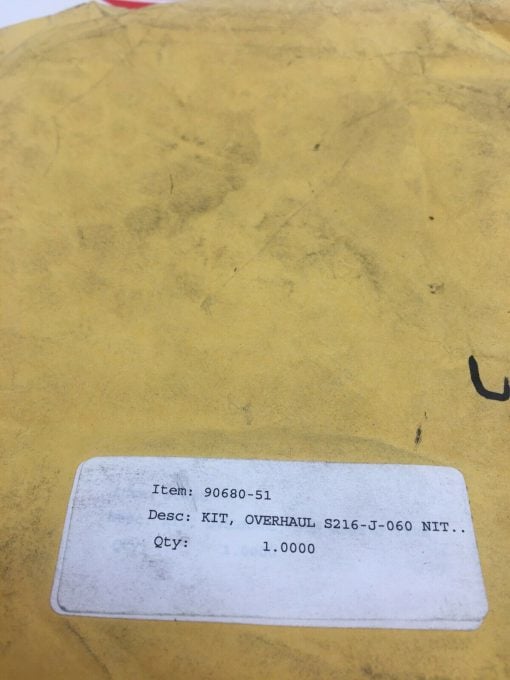 Item: 90680-51
Desc: KIT, OVERHAUL S216-J-060 NIT..
Qty: 1.0000